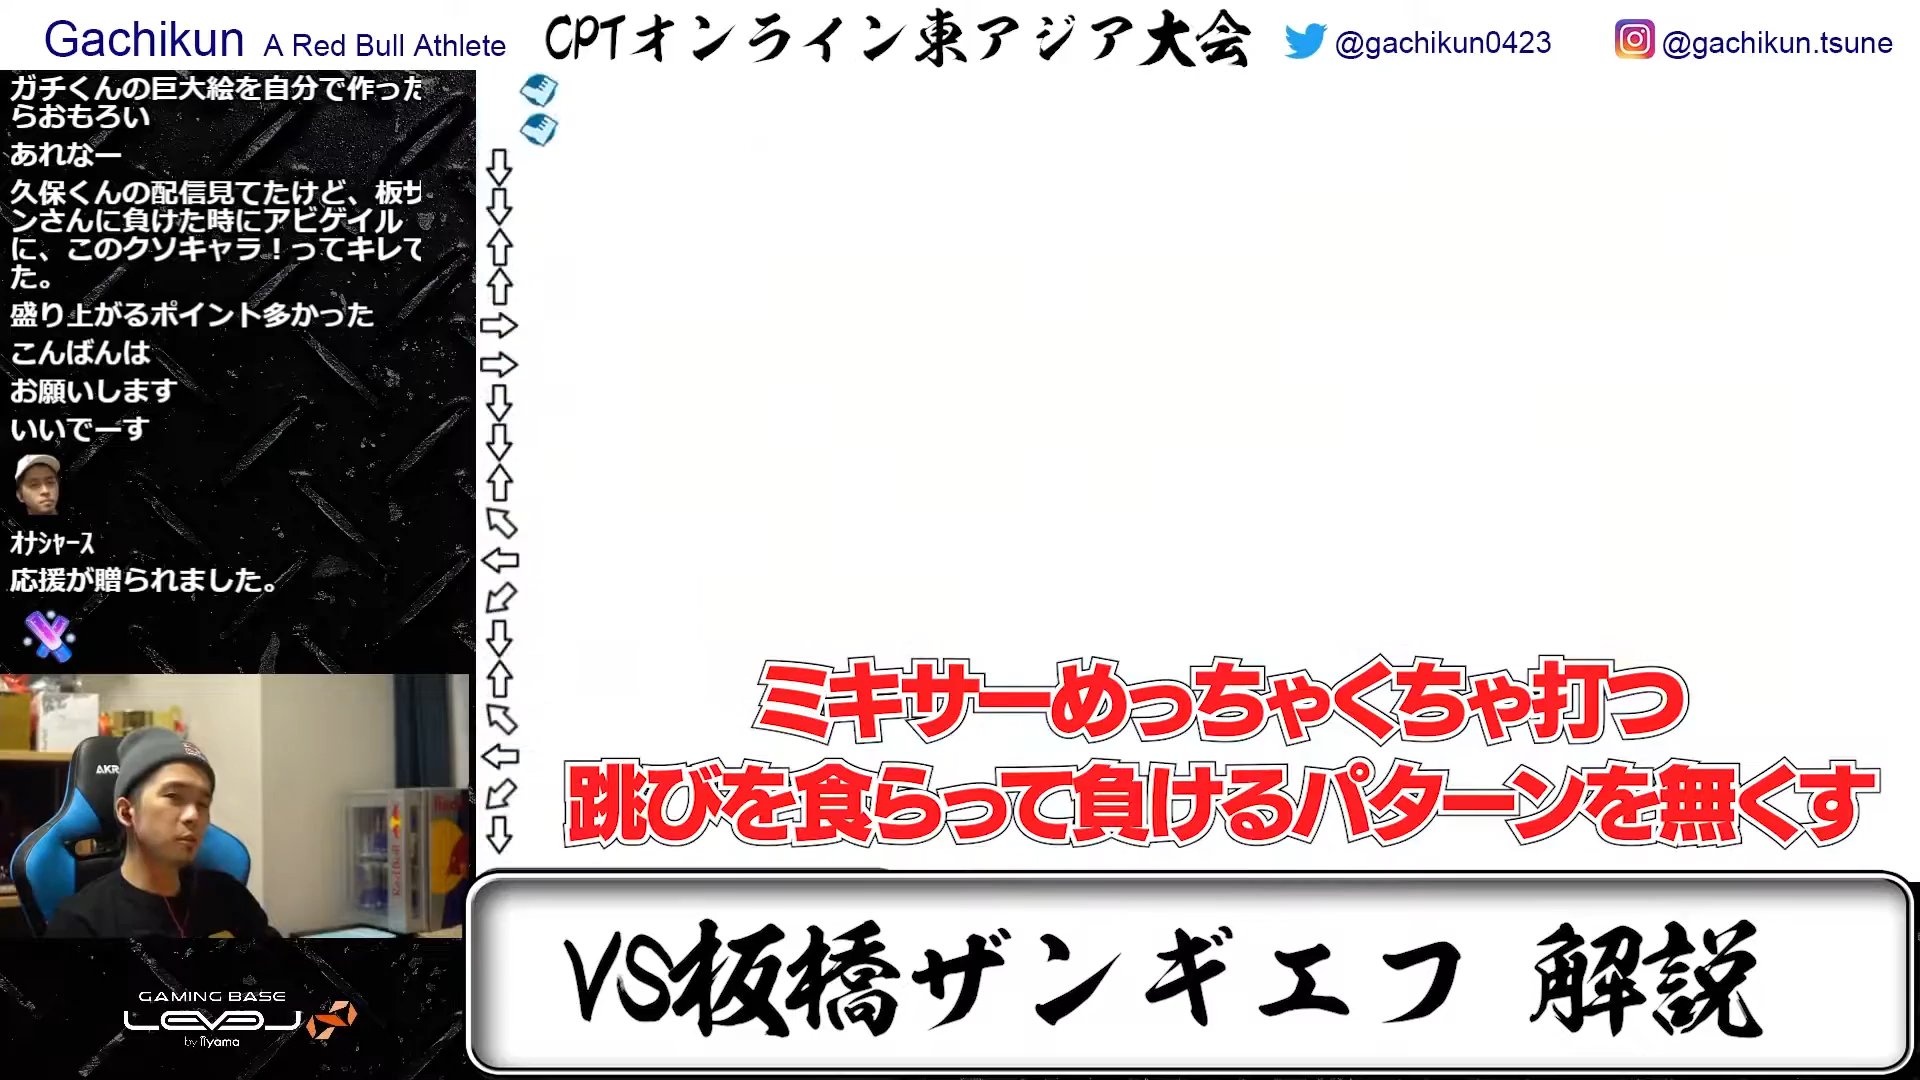 Gachikun A Red Bull Athlete
CPTオンライン東アジア大会
@gachikun0423
@gachikun.tsune
ガチくんの巨大絵を自分で作った
らおもろい
あれなー
久保くんの配信見てたけど、板ザ
ンさんに負けた時にアビゲイル
に、このクソキャラ！ってキレて
た。
盛り上がるポイント多かった
こんばんは
お願いします
いいでーす
ｵﾅｼｬｰｽ
応援が贈られました。
AKR
RedBull
GAMING BASE
LEVEL∞
by iiyama
ミキサーめっちゃくちゃ打つ
跳びを食らって負けるパターンを無くす
VS板橋ザンギエフ 解説